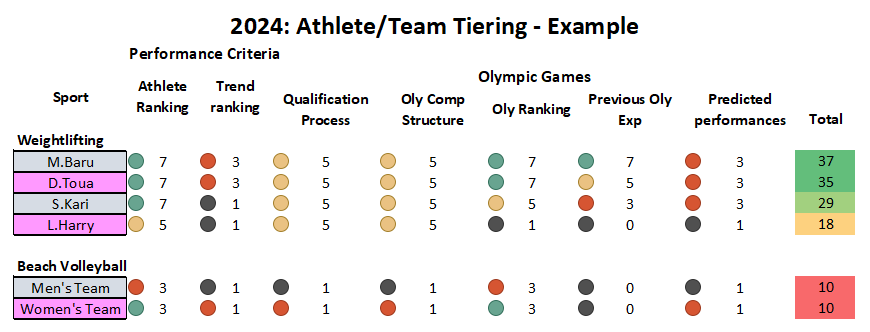 2024: Athlete/Team Tiering - Example
Performance Criteria
Olympic Games
Sport Athlete Ranking Trend ranking Qualification Process Oly Comp Structure Oly Ranking Previous Oly Exp Predicted performances Total
Weightlifting
M.Baru 7 3 5 5 7 7 3 37
D.Toua 7 3 5 5 7 5 3 35
S.Kari 7 1 5 5 5 3 3 29
L.Harry 5 1 5 5 1 0 1 18
Beach Volleyball
Men's Team 3 1 1 1 3 0 1 10
Women's Team 3 1 1 1 3 0 1 10